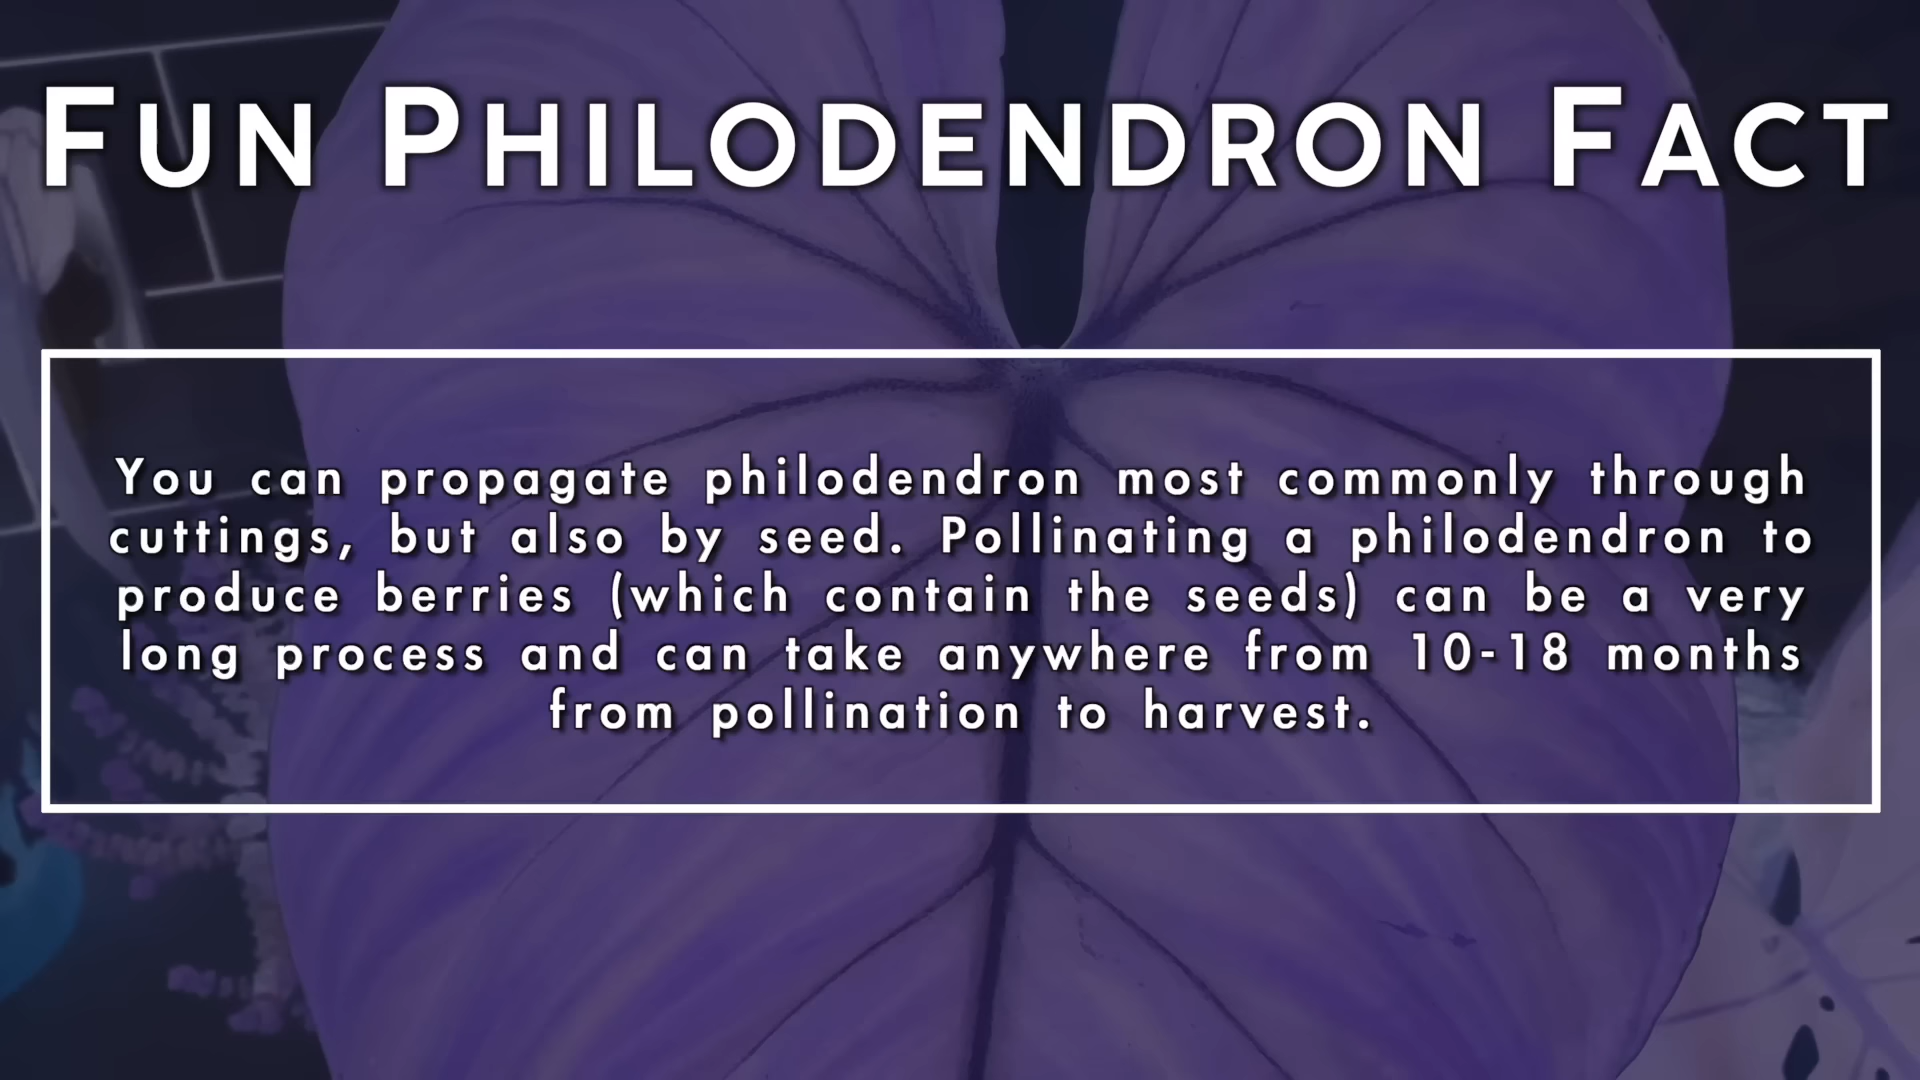 FUN PHILODENDRON FACT
You can propagate philodendron most commonly through
cuttings, but also by seed. Pollinating a philodendron to
produce berries (which contain the seeds) can be a very
long process and can take anywhere from 10-18 months
from pollination to harvest.